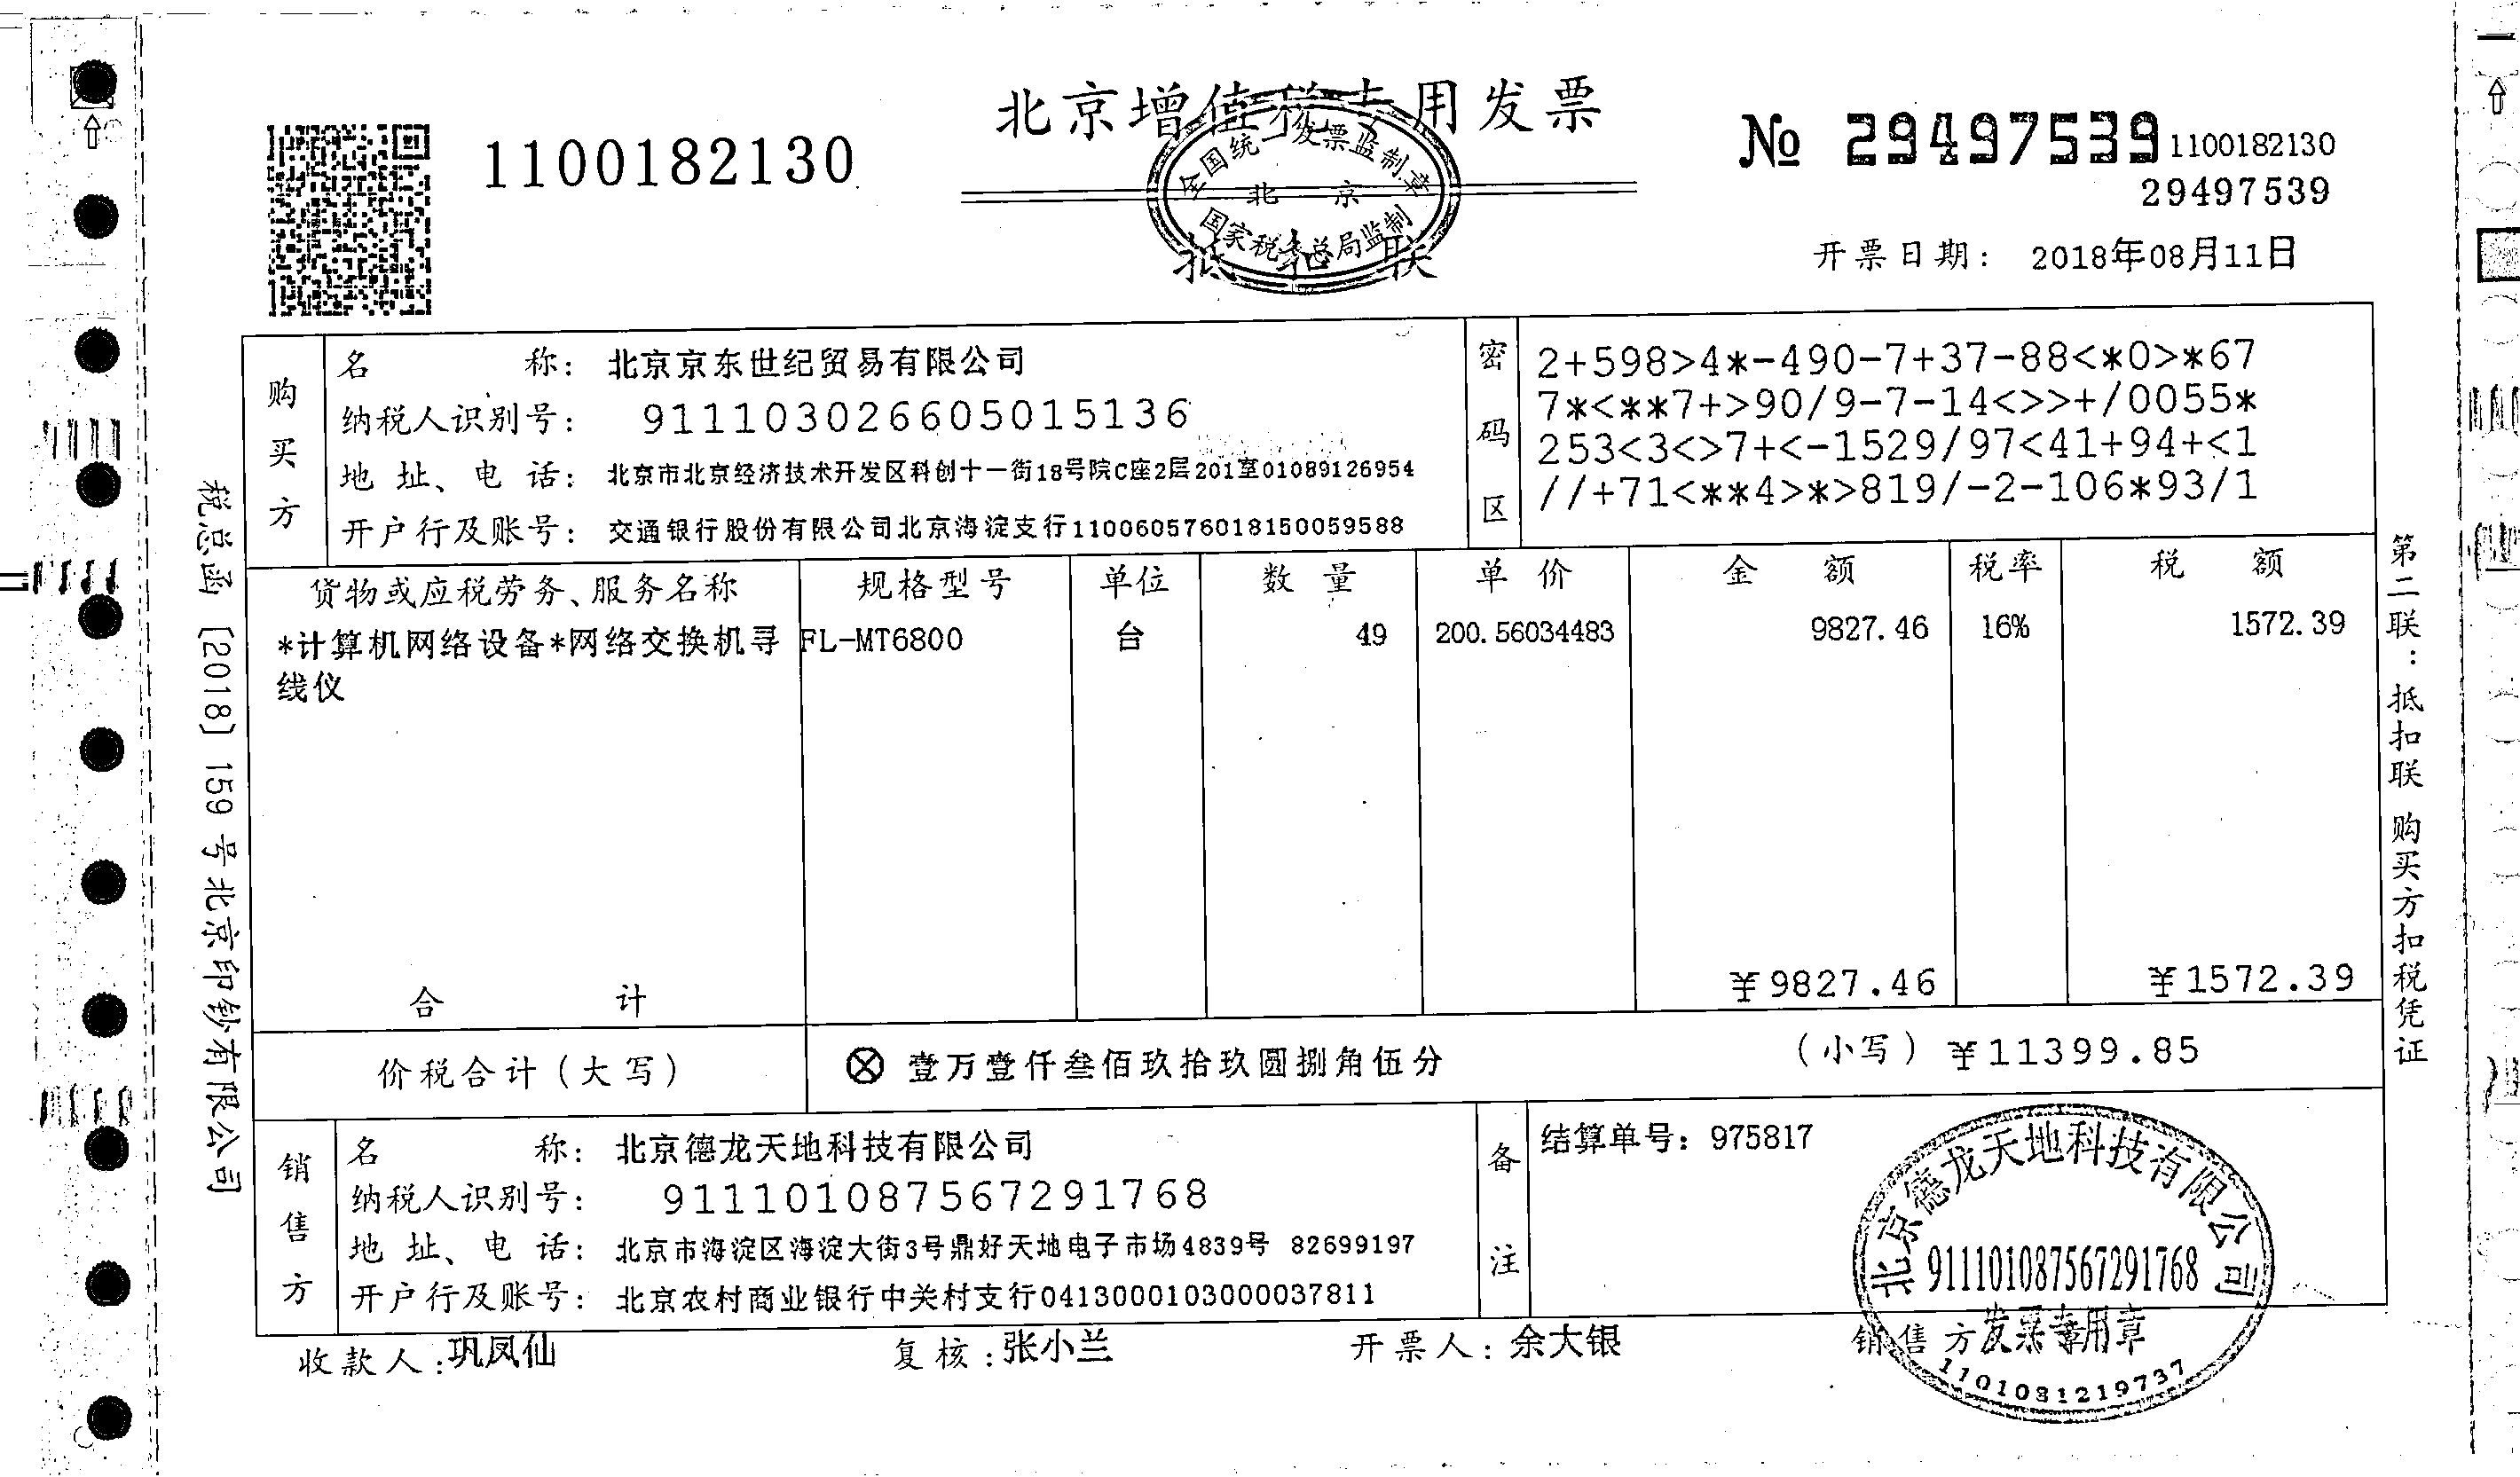 北京增值税专用发票
1100182130
№ 29497539
1100182130
29497539
全国统一发票监制章
北 京
国家税务总局监制
抵 扣 联
开票日期: 2018年08月11日
购买方
名 称: 北京京东世纪贸易有限公司
纳税人识别号: 911103026605015136
地 址、电 话: 北京市北京经济技术开发区科创十一街18号院C座2层201室01089126954
开户行及账号: 交通银行股份有限公司北京海淀支行110060576018150059588
密码区
2+598>4*-490-7+37-88<*0>*67
7*<**7+>90/9-7-14<>>+/0055*
253<3<>7+<-1529/97<41+94+<1
//+71<**4>*>819/-2-106*93/1
货物或应税劳务、服务名称 规格型号 单位 数 量 单 价 金 额 税率 税 额
*计算机网络设备*网络交换机寻 FL-MT6800 台 49 200.56034483 9827.46 16% 1572.39
线仪
合 计 ¥9827.46 ¥1572.39
价税合计(大写) ⊗ 壹万壹仟叁佰玖拾玖圆捌角伍分 (小写) ¥11399.85
销售方
名 称: 北京德龙天地科技有限公司
纳税人识别号: 911101087567291768
地 址、电 话: 北京市海淀区海淀大街3号鼎好天地电子市场4839号 82699197
开户行及账号: 北京农村商业银行中关村支行0413000103000037811
备注
结算单号: 975817
收款人:巩凤仙 复核:张小兰 开票人:余大银 销售方
北京德龙天地科技有限公司
911101087567291768
发票专用章
1101081219737
税总函 [2018] 159 号北京印钞有限公司
第二联:抵扣联 购买方扣税凭证